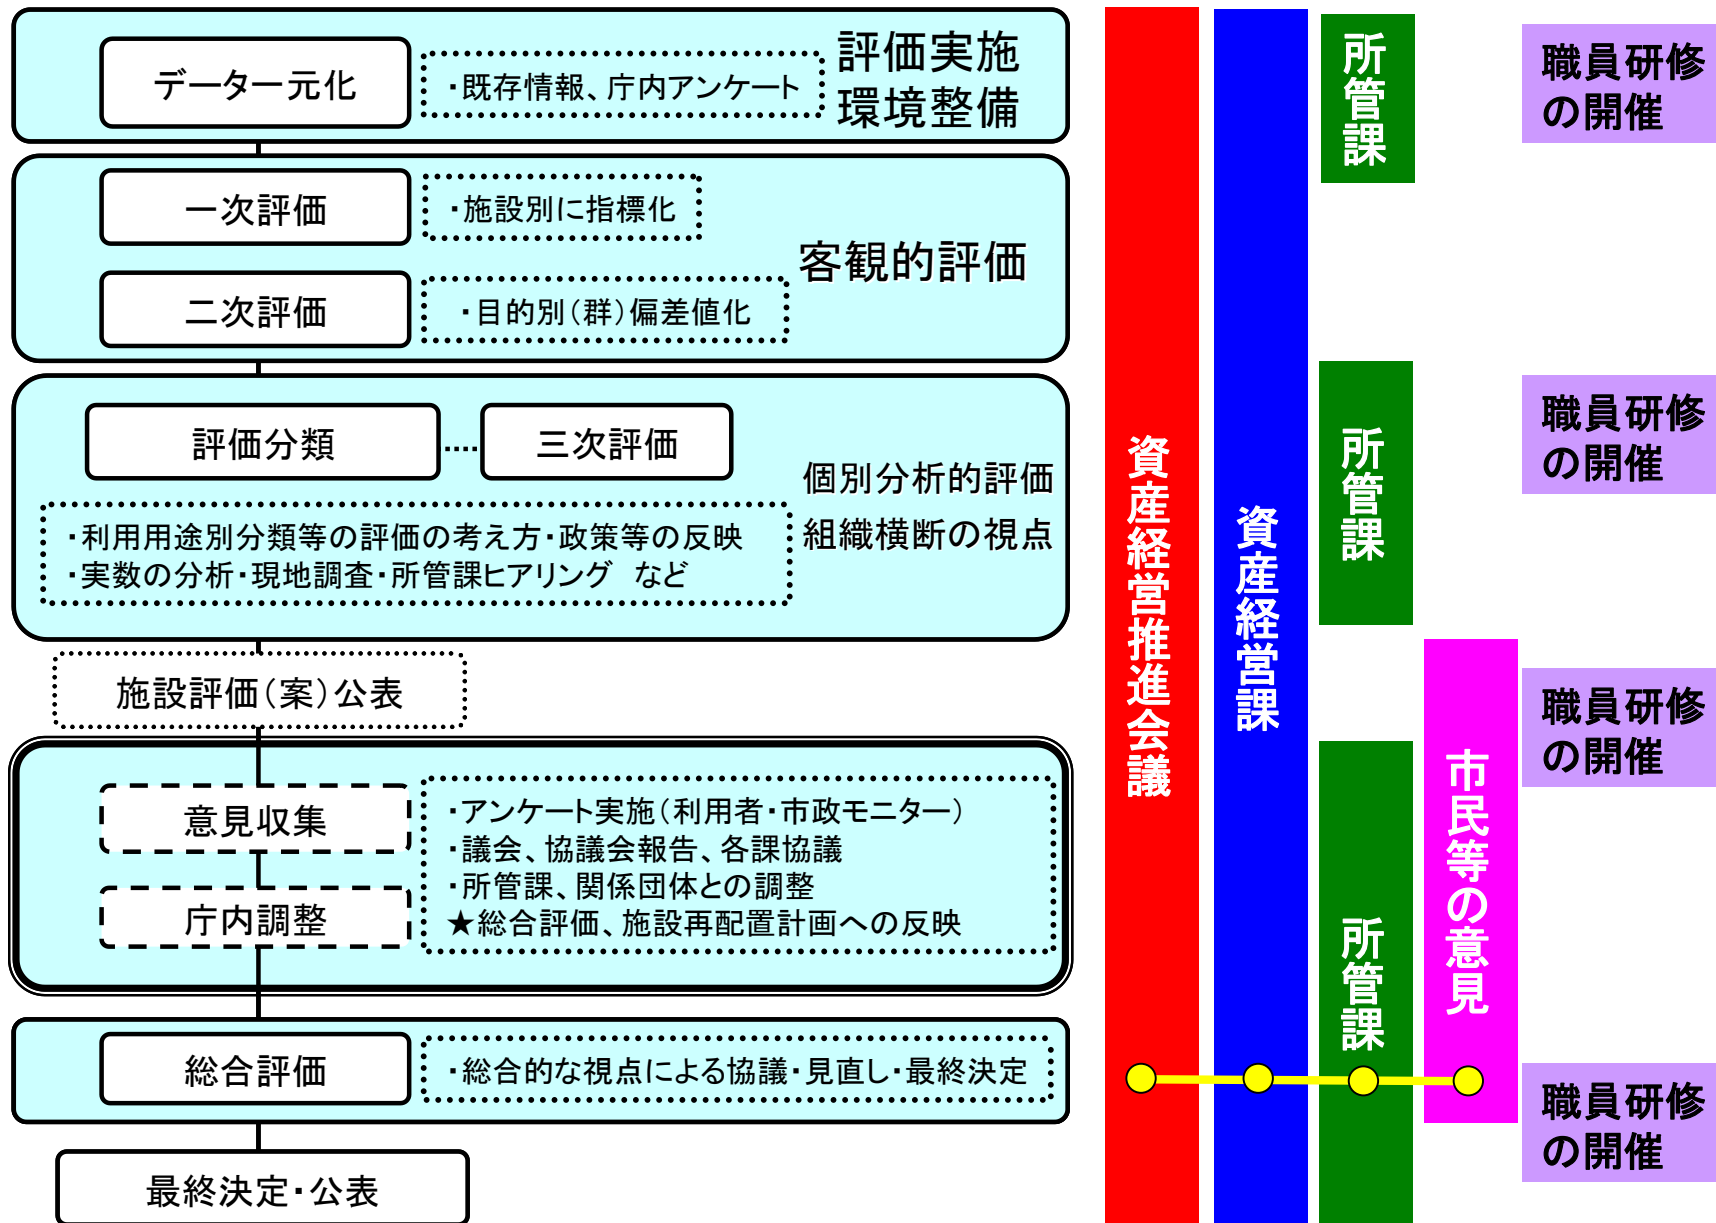 データ一元化
・既存情報、庁内アンケート
評価実施
環境整備
一次評価
・施設別に指標化
客観的評価
二次評価
・目的別（群）偏差値化
評価分類
三次評価
個別分析的評価
組織横断の視点
・利用用途別分類等の評価の考え方・政策等の反映
・実数の分析・現地調査・所管課ヒアリング　など
施設評価（案）公表
意見収集
庁内調整
・アンケート実施（利用者・市政モニター）
・議会、協議会報告、各課協議
・所管課、関係団体との調整
★総合評価、施設再配置計画への反映
総合評価
・総合的な視点による協議・見直し・最終決定
最終決定・公表
資産経営推進会議
資産経営課
所管課
所管課
所管課
市民等の意見
職員研修
の開催
職員研修
の開催
職員研修
の開催
職員研修
の開催